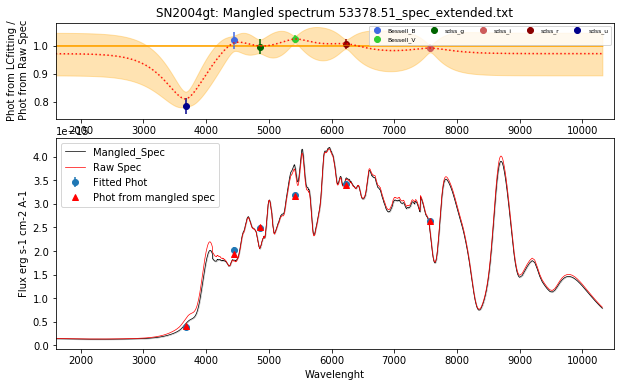 SN2004gt: Mangled spectrum 53378.51_spec_extended.txt
Phot from LCfitting /
Phot from Raw Spec
1.0
0.9
0.8
Bessell_B
Bessell_V
sdss_g
sdss_i
sdss_r
sdss_u
2000 3000 4000 5000 6000 7000 8000 9000 10000
Flux erg s-1 cm-2 A-1
4.0
3.5
3.0
2.5
2.0
1.5
1.0
0.5
0.0
Mangled_Spec
Raw Spec
Fitted Phot
Phot from mangled spec
2000 3000 4000 5000 6000 7000 8000 9000 10000
Wavelenght